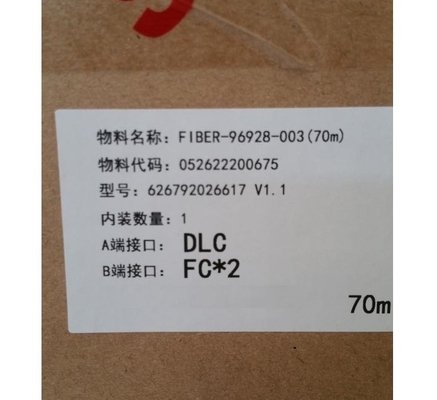 物料名称：FIBER-96928-003(70m)
物料代码：052622200675
型号：626792026617 V1.1
内装数量：1
A端接口：DLC
B端接口：FC*2
70m